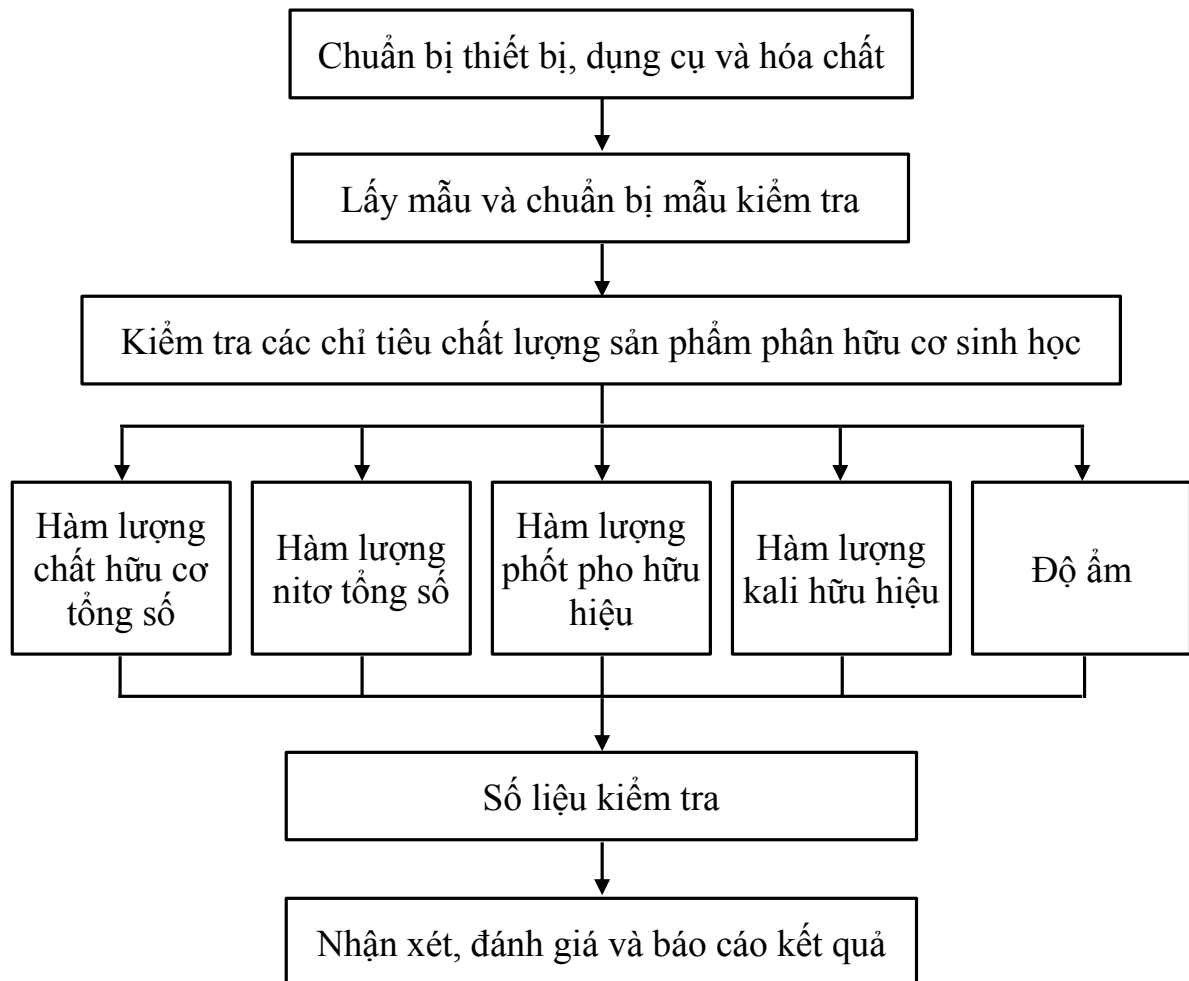 Chuẩn bị thiết bị, dụng cụ và hóa chất
Lấy mẫu và chuẩn bị mẫu kiểm tra
Kiểm tra các chỉ tiêu chất lượng sản phẩm phân hữu cơ sinh học
Hàm lượng
chất hữu cơ
tổng số
Hàm lượng
nitơ tổng số
Hàm lượng
phốt pho hữu
hiệu
Hàm lượng
kali hữu hiệu
Độ ẩm
Số liệu kiểm tra
Nhận xét, đánh giá và báo cáo kết quả